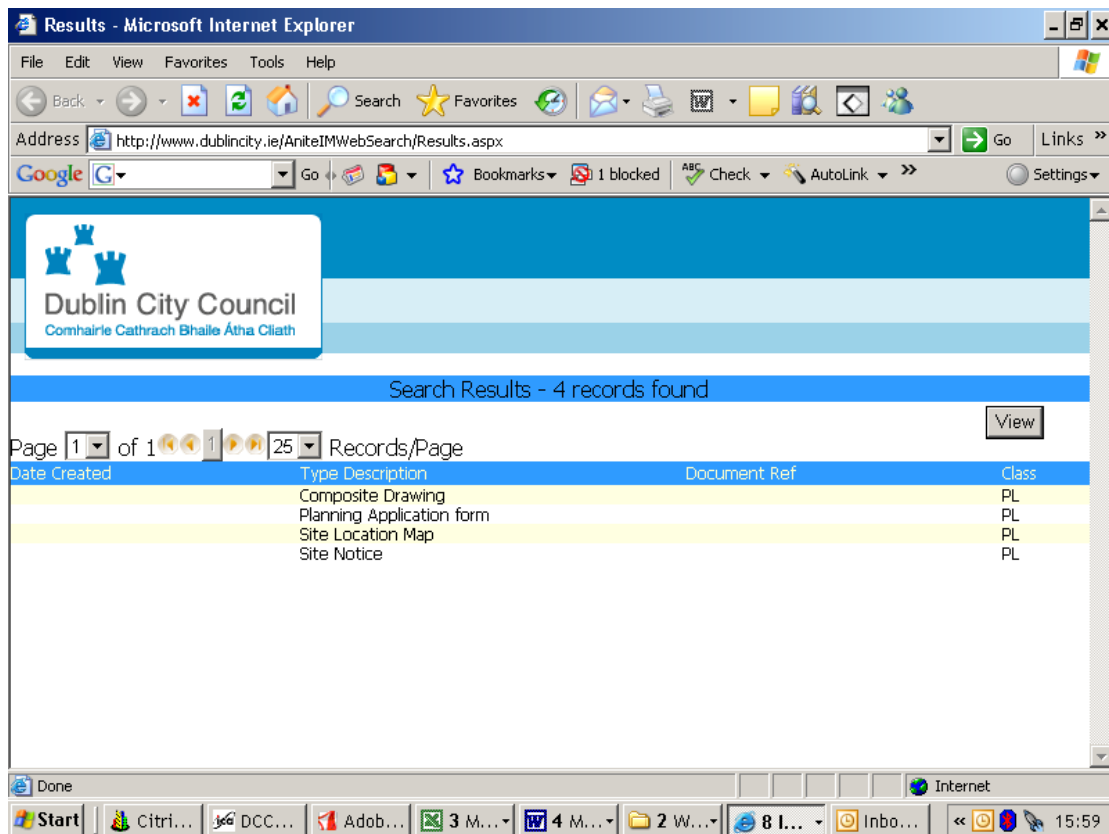 Results - Microsoft Internet Explorer
File Edit View Favorites Tools Help
Back Search Favorites
Address http://www.dublincity.ie/AniteIMWebSearch/Results.aspx Go Links »
Google G Go Bookmarks 1 blocked ABC Check AutoLink » Settings
Dublin City Council
Comhairle Cathrach Bhaile Átha Cliath
Search Results - 4 records found
View
Page 1 of 1 1 25 Records/Page
Date Created Type Description Document Ref Class
Composite Drawing PL
Planning Application form PL
Site Location Map PL
Site Notice PL
Done Internet
Start Citri... DCC... Adob... 3 M... 4 M... 2 W... 8 I... Inbo... « 15:59